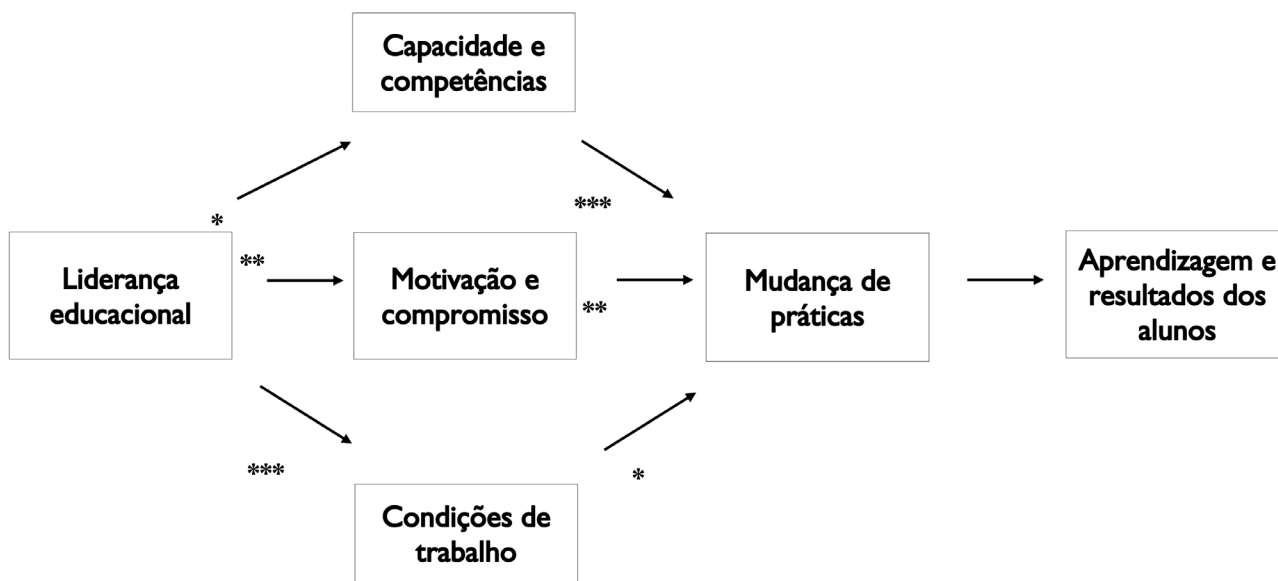 Capacidade e
competências
*
***
Liderança
educacional
**
Motivação e
compromisso
**
Mudança de
práticas
Aprendizagem e
resultados dos
alunos
***
*
Condições de
trabalho